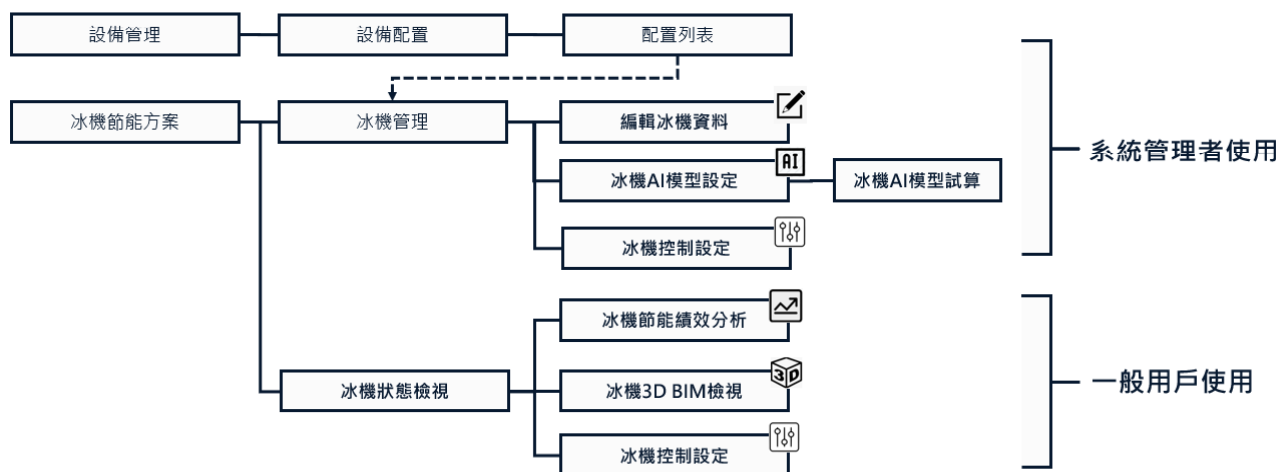 設備管理
設備配置
配置列表
冰機節能方案
冰機管理
編輯冰機資料
AI
冰機AI模型設定
冰機AI模型試算
系統管理者使用
冰機控制設定
冰機節能績效分析
冰機狀態檢視
3D
冰機3D BIM檢視
一般用戶使用
冰機控制設定